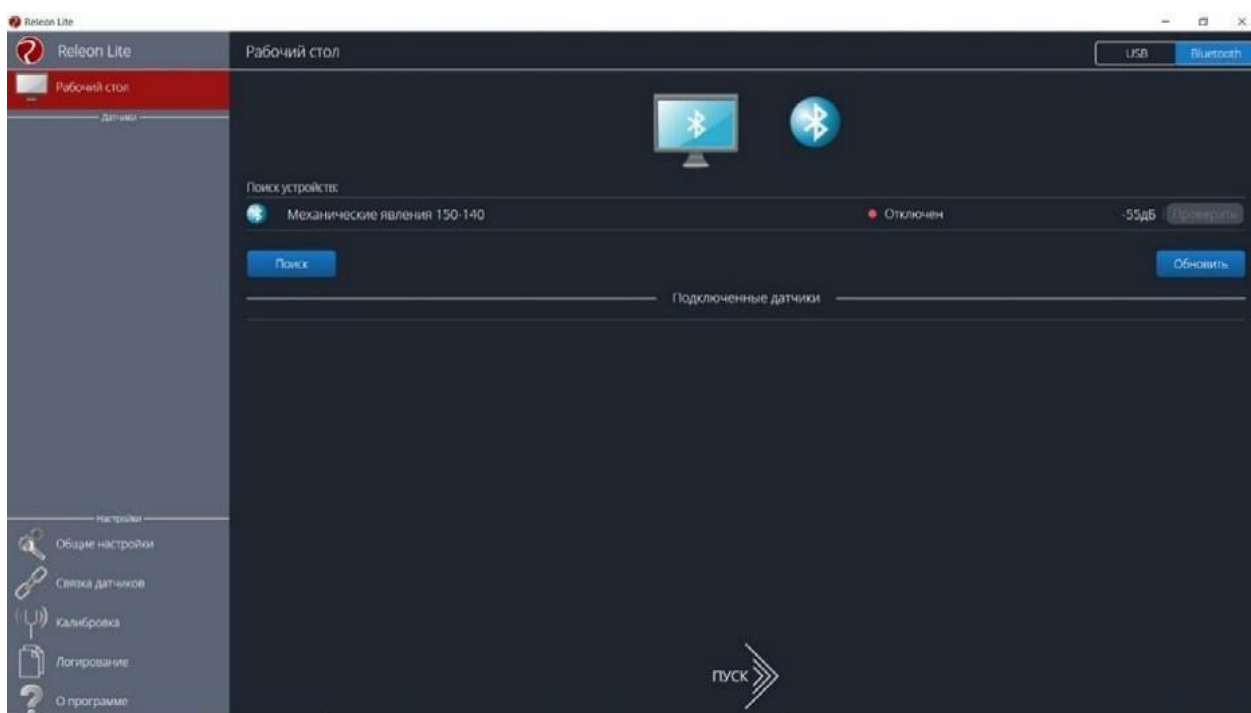 Releon Lite
Releon Lite
Рабочий стол
USB
Bluetooth
Рабочий стол
Датчики
Поиск устройств:
Механические явления 150-140
Отключен
-55дБ
Проверить
Поиск
Обновить
Подключенные датчики
Настройки
Общие настройки
Связка датчиков
Калибровка
Логирование
О программе
ПУСК